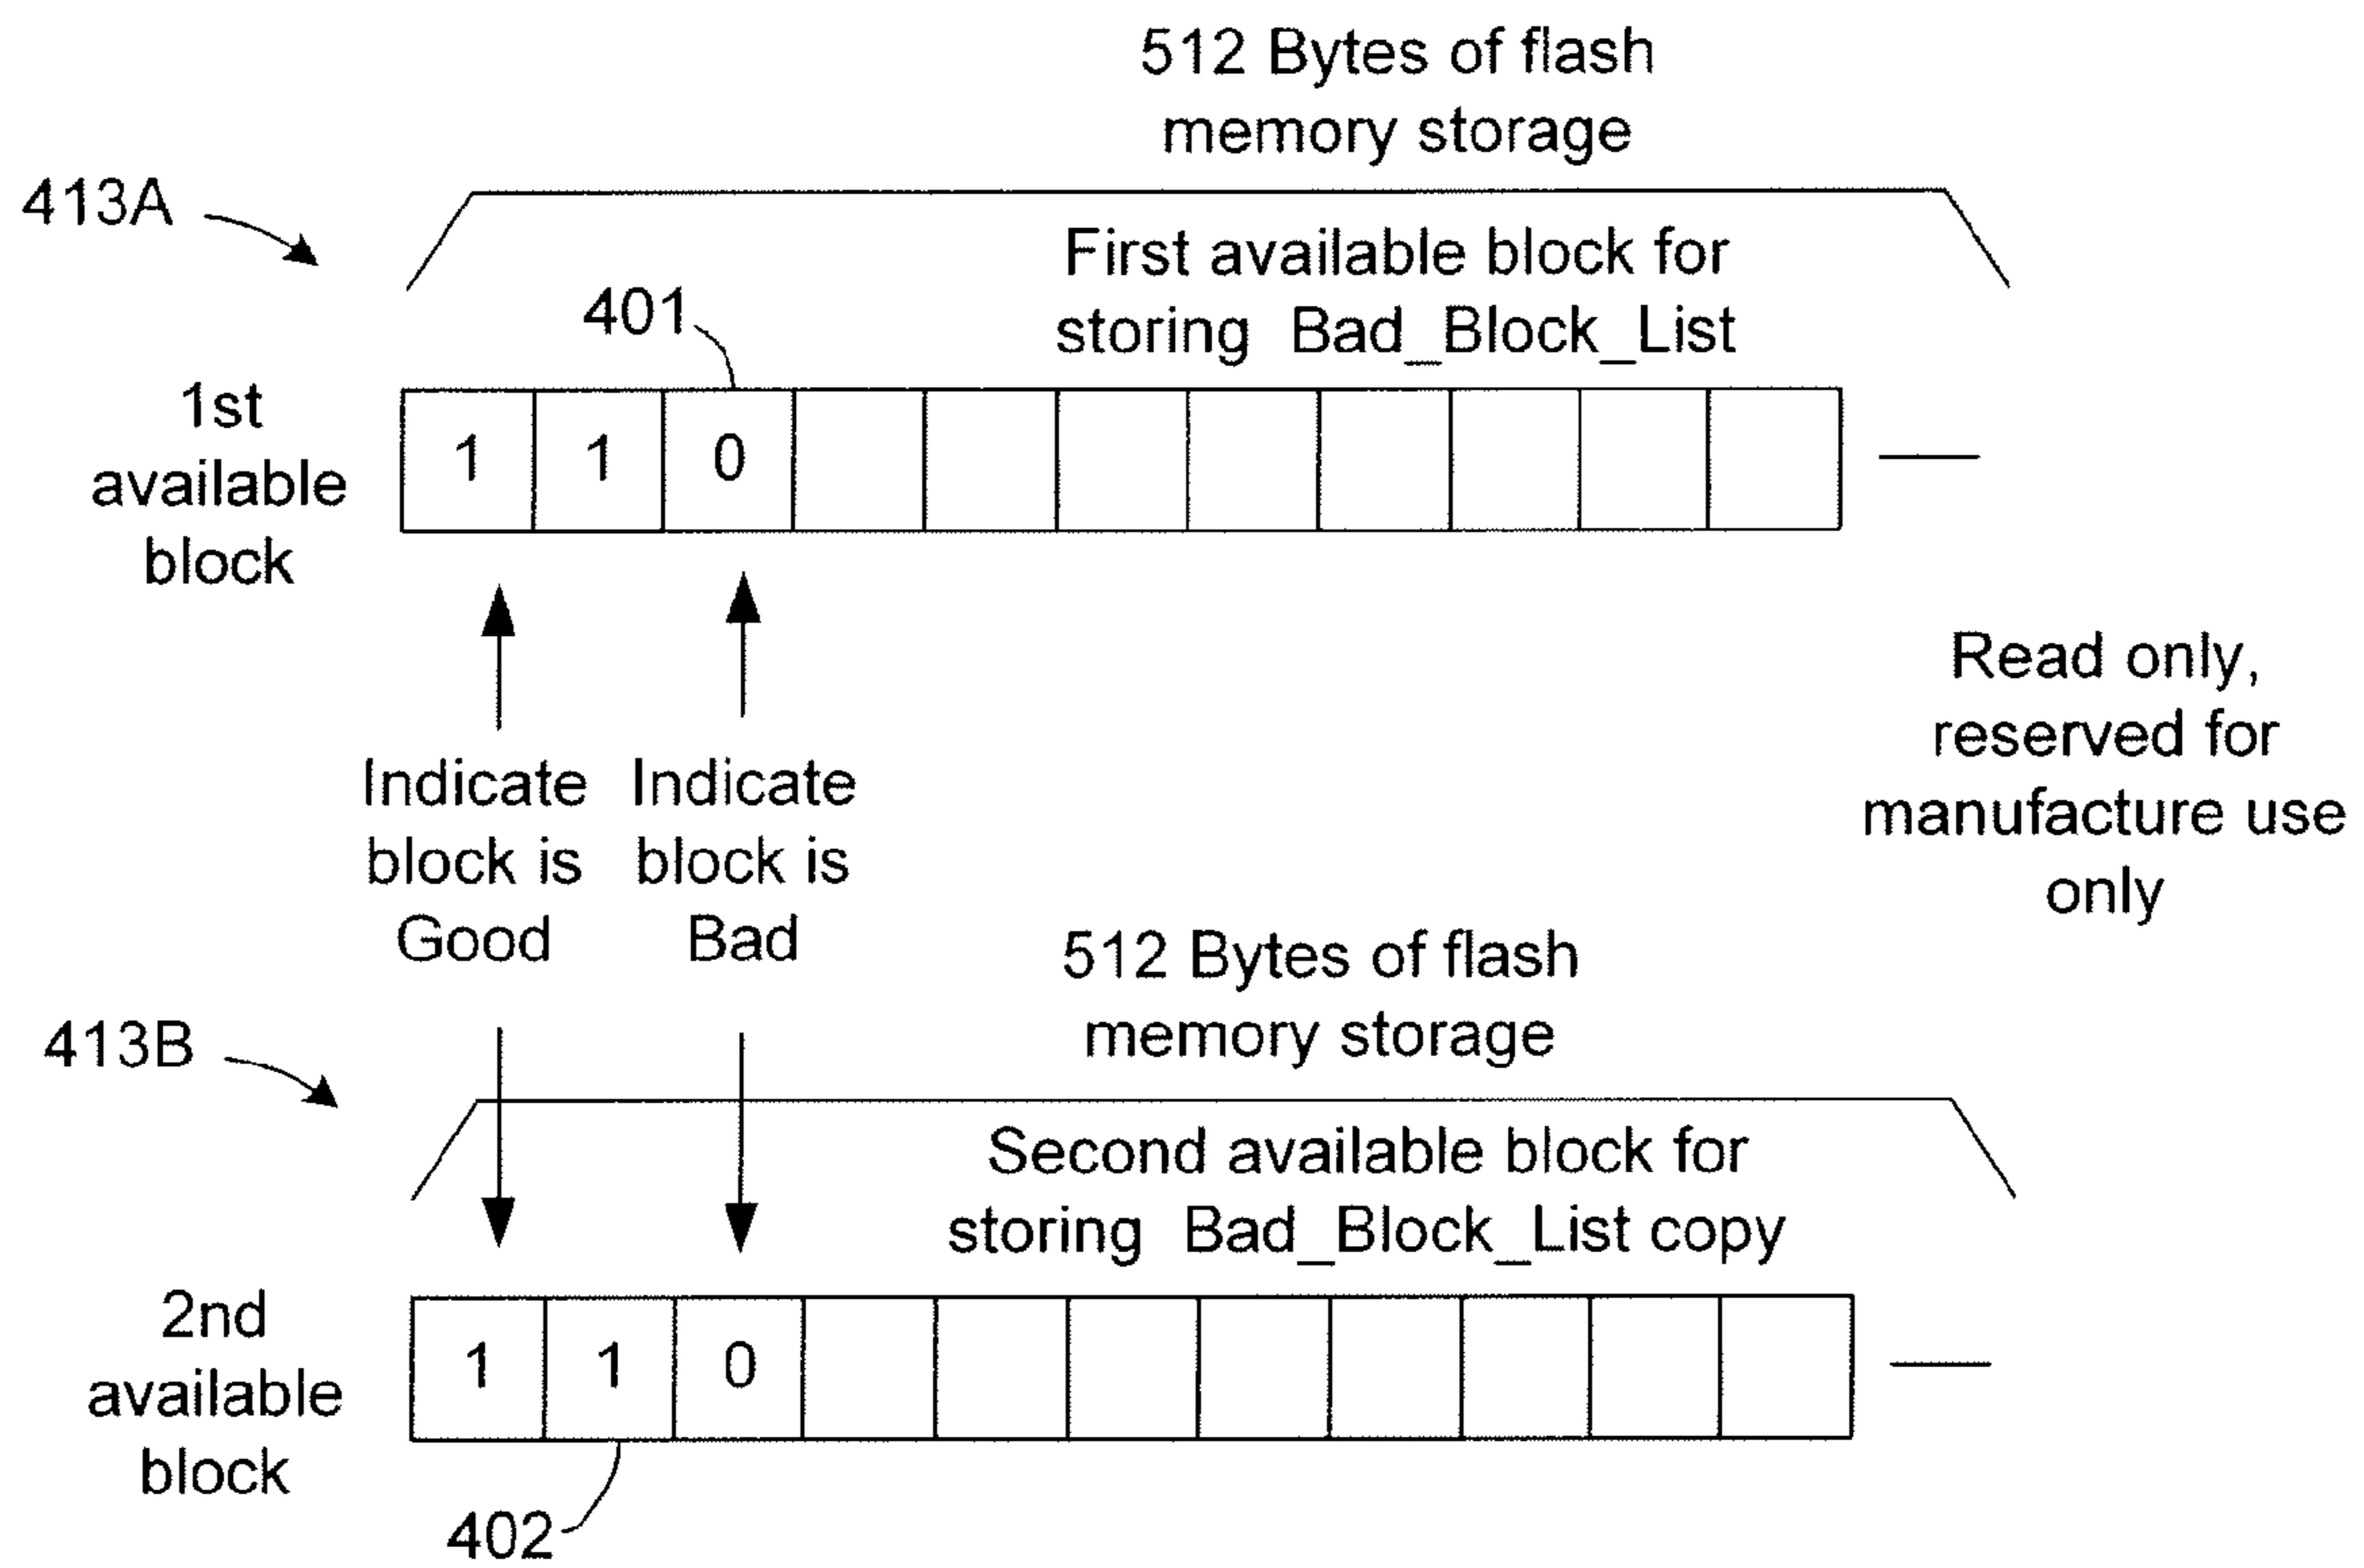 512 Bytes of flash
memory storage
413A
First available block for
storing Bad_Block_List
401
1st
available
block
1 1 0
Indicate
block is
Good
Indicate
block is
Bad
Read only,
reserved for
manufacture use
only
512 Bytes of flash
memory storage
413B
Second available block for
storing Bad_Block_List copy
2nd
available
block
1 1 0
402